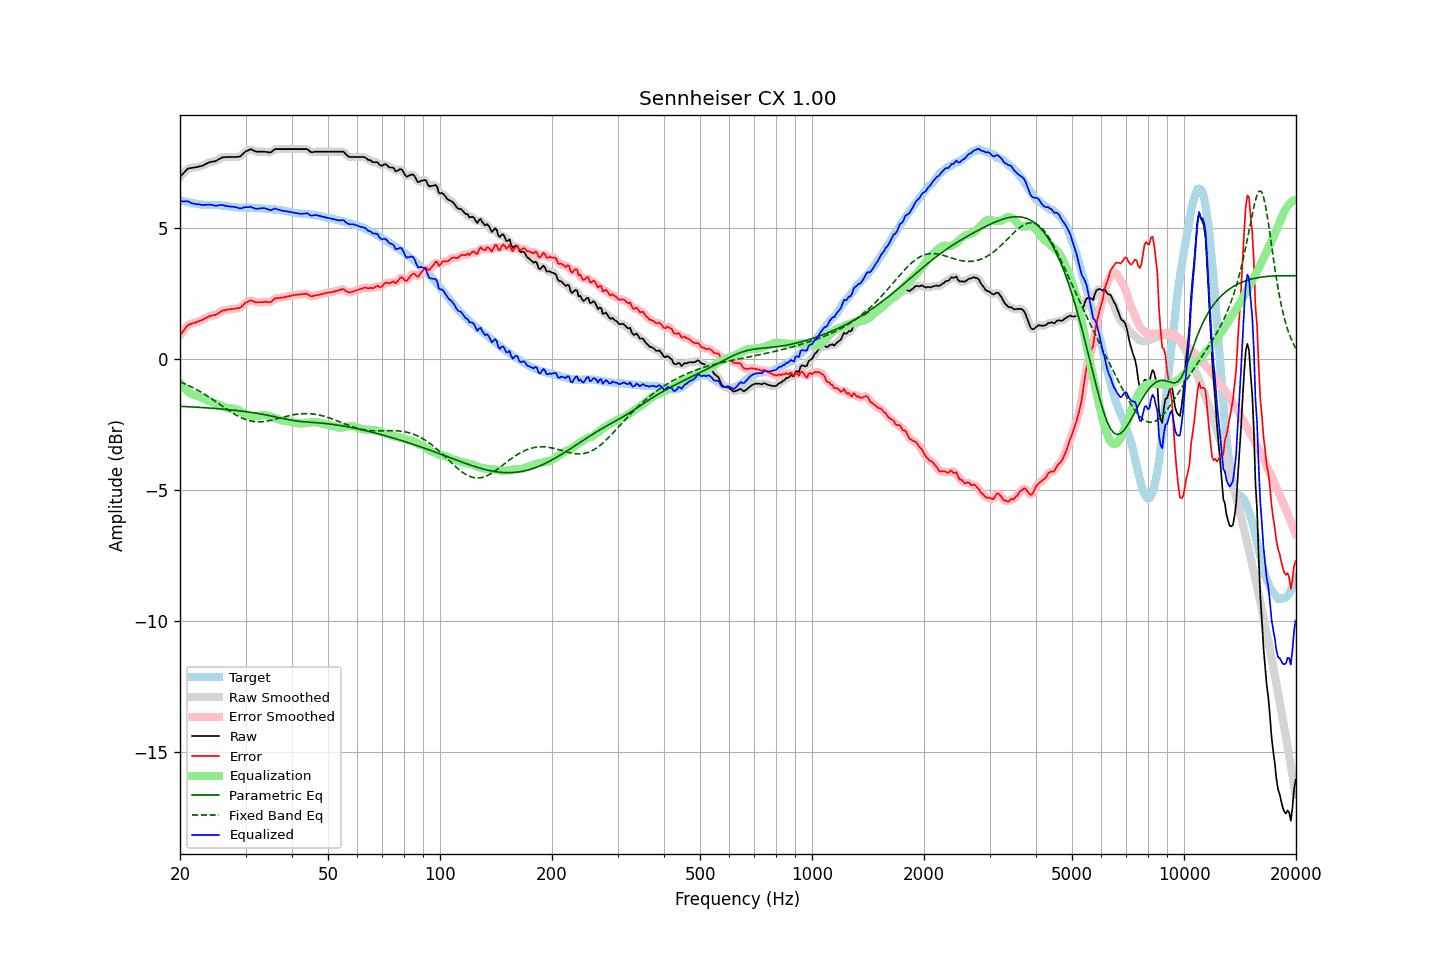 Sennheiser CX 1.00
Amplitude (dBr)
5
0
−5
−10
−15
Target
Raw Smoothed
Error Smoothed
Raw
Error
Equalization
Parametric Eq
Fixed Band Eq
Equalized
20 50 100 200 500 1000 2000 5000 10000 20000
Frequency (Hz)